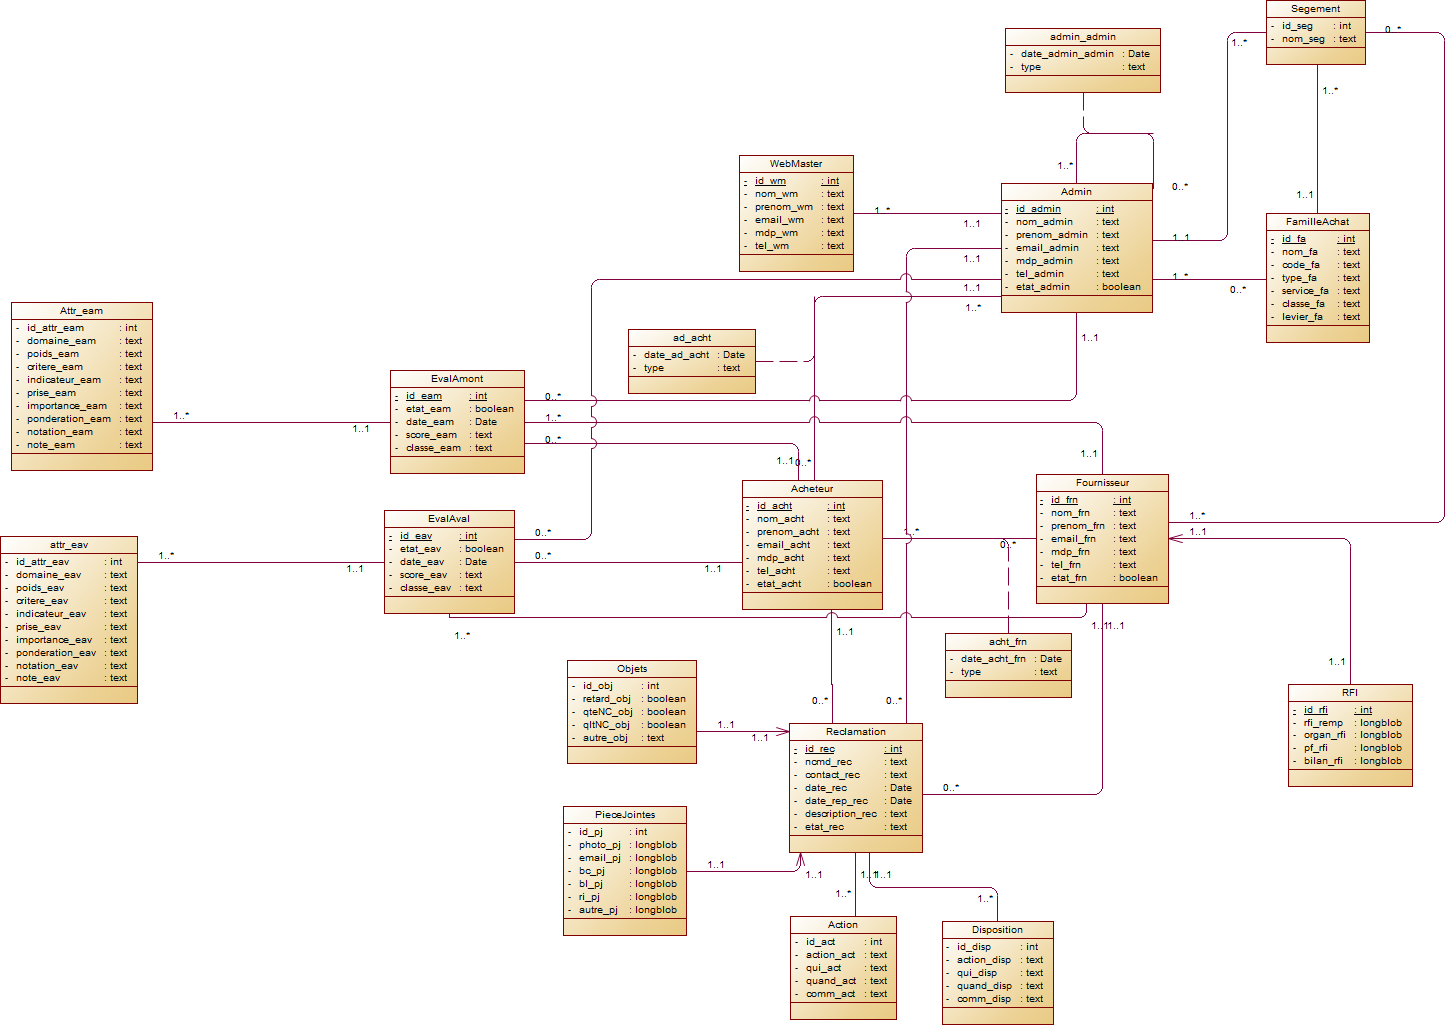 Segement
- id_seg : int
- nom_seg : text
0..*
1..*
1..*
admin_admin
- date_admin_admin : Date
- type : text
1..*
0..*
WebMaster
- id_wm : int
- nom_wm : text
- prenom_wm : text
- email_wm : text
- mdp_wm : text
- tel_wm : text
1..*
1..1
Admin
- id_admin : int
- nom_admin : text
- prenom_admin : text
- email_admin : text
- mdp_admin : text
- tel_admin : text
- etat_admin : boolean
1..1
1..1
1..*
1..1
1..*
1..1
1..1
0..*
FamilleAchat
- id_fa : int
- nom_fa : text
- code_fa : text
- type_fa : text
- service_fa : text
- classe_fa : text
- levier_fa : text
Attr_eam
- id_attr_eam : int
- domaine_eam : text
- poids_eam : text
- critere_eam : text
- indicateur_eam : text
- prise_eam : text
- importance_eam : text
- ponderation_eam : text
- notation_eam : text
- note_eam : text
1..*
1..1
ad_acht
- date_ad_acht : Date
- type : text
EvalAmont
- id_eam : int
- etat_eam : boolean
- date_eam : Date
- score_eam : text
- classe_eam : text
0..*
1..*
0..*
1..1
0..*
1..1
Acheteur
- id_acht : int
- nom_acht : text
- prenom_acht : text
- email_acht : text
- mdp_acht : text
- tel_acht : text
- etat_acht : boolean
1..*
0..*
Fournisseur
- id_frn : int
- nom_frn : text
- prenom_frn : text
- email_frn : text
- mdp_frn : text
- tel_frn : text
- etat_frn : boolean
1..*
1..1
EvalAval
- id_eav : int
- etat_eav : boolean
- date_eav : Date
- score_eav : text
- classe_eav : text
0..*
0..*
1..1
1..*
attr_eav
- id_attr_eav : int
- domaine_eav : text
- poids_eav : text
- critere_eav : text
- indicateur_eav : text
- prise_eav : text
- importance_eav : text
- ponderation_eav : text
- notation_eav : text
- note_eav : text
1..*
1..1
1..1
1..1
1..1
acht_frn
- date_acht_frn : Date
- type : text
1..1
RFI
- id_rfi : int
- rfi_remp : longblob
- organ_rfi : longblob
- pf_rfi : longblob
- bilan_rfi : longblob
Objets
- id_obj : int
- retard_obj : boolean
- qteNC_obj : boolean
- qltNC_obj : boolean
- autre_obj : text
1..1
1..1
0..*
0..*
Reclamation
- id_rec : int
- ncmd_rec : text
- contact_rec : text
- date_rec : Date
- date_rep_rec : Date
- description_rec : text
- etat_rec : text
0..*
PieceJointes
- id_pj : int
- photo_pj : longblob
- email_pj : longblob
- bc_pj : longblob
- bl_pj : longblob
- ri_pj : longblob
- autre_pj : longblob
1..1
1..1
1..1
1..1
1..*
1..*
Action
- id_act : int
- action_act : text
- qui_act : text
- quand_act : text
- comm_act : text
Disposition
- id_disp : int
- action_disp : text
- qui_disp : text
- quand_disp : text
- comm_disp : text